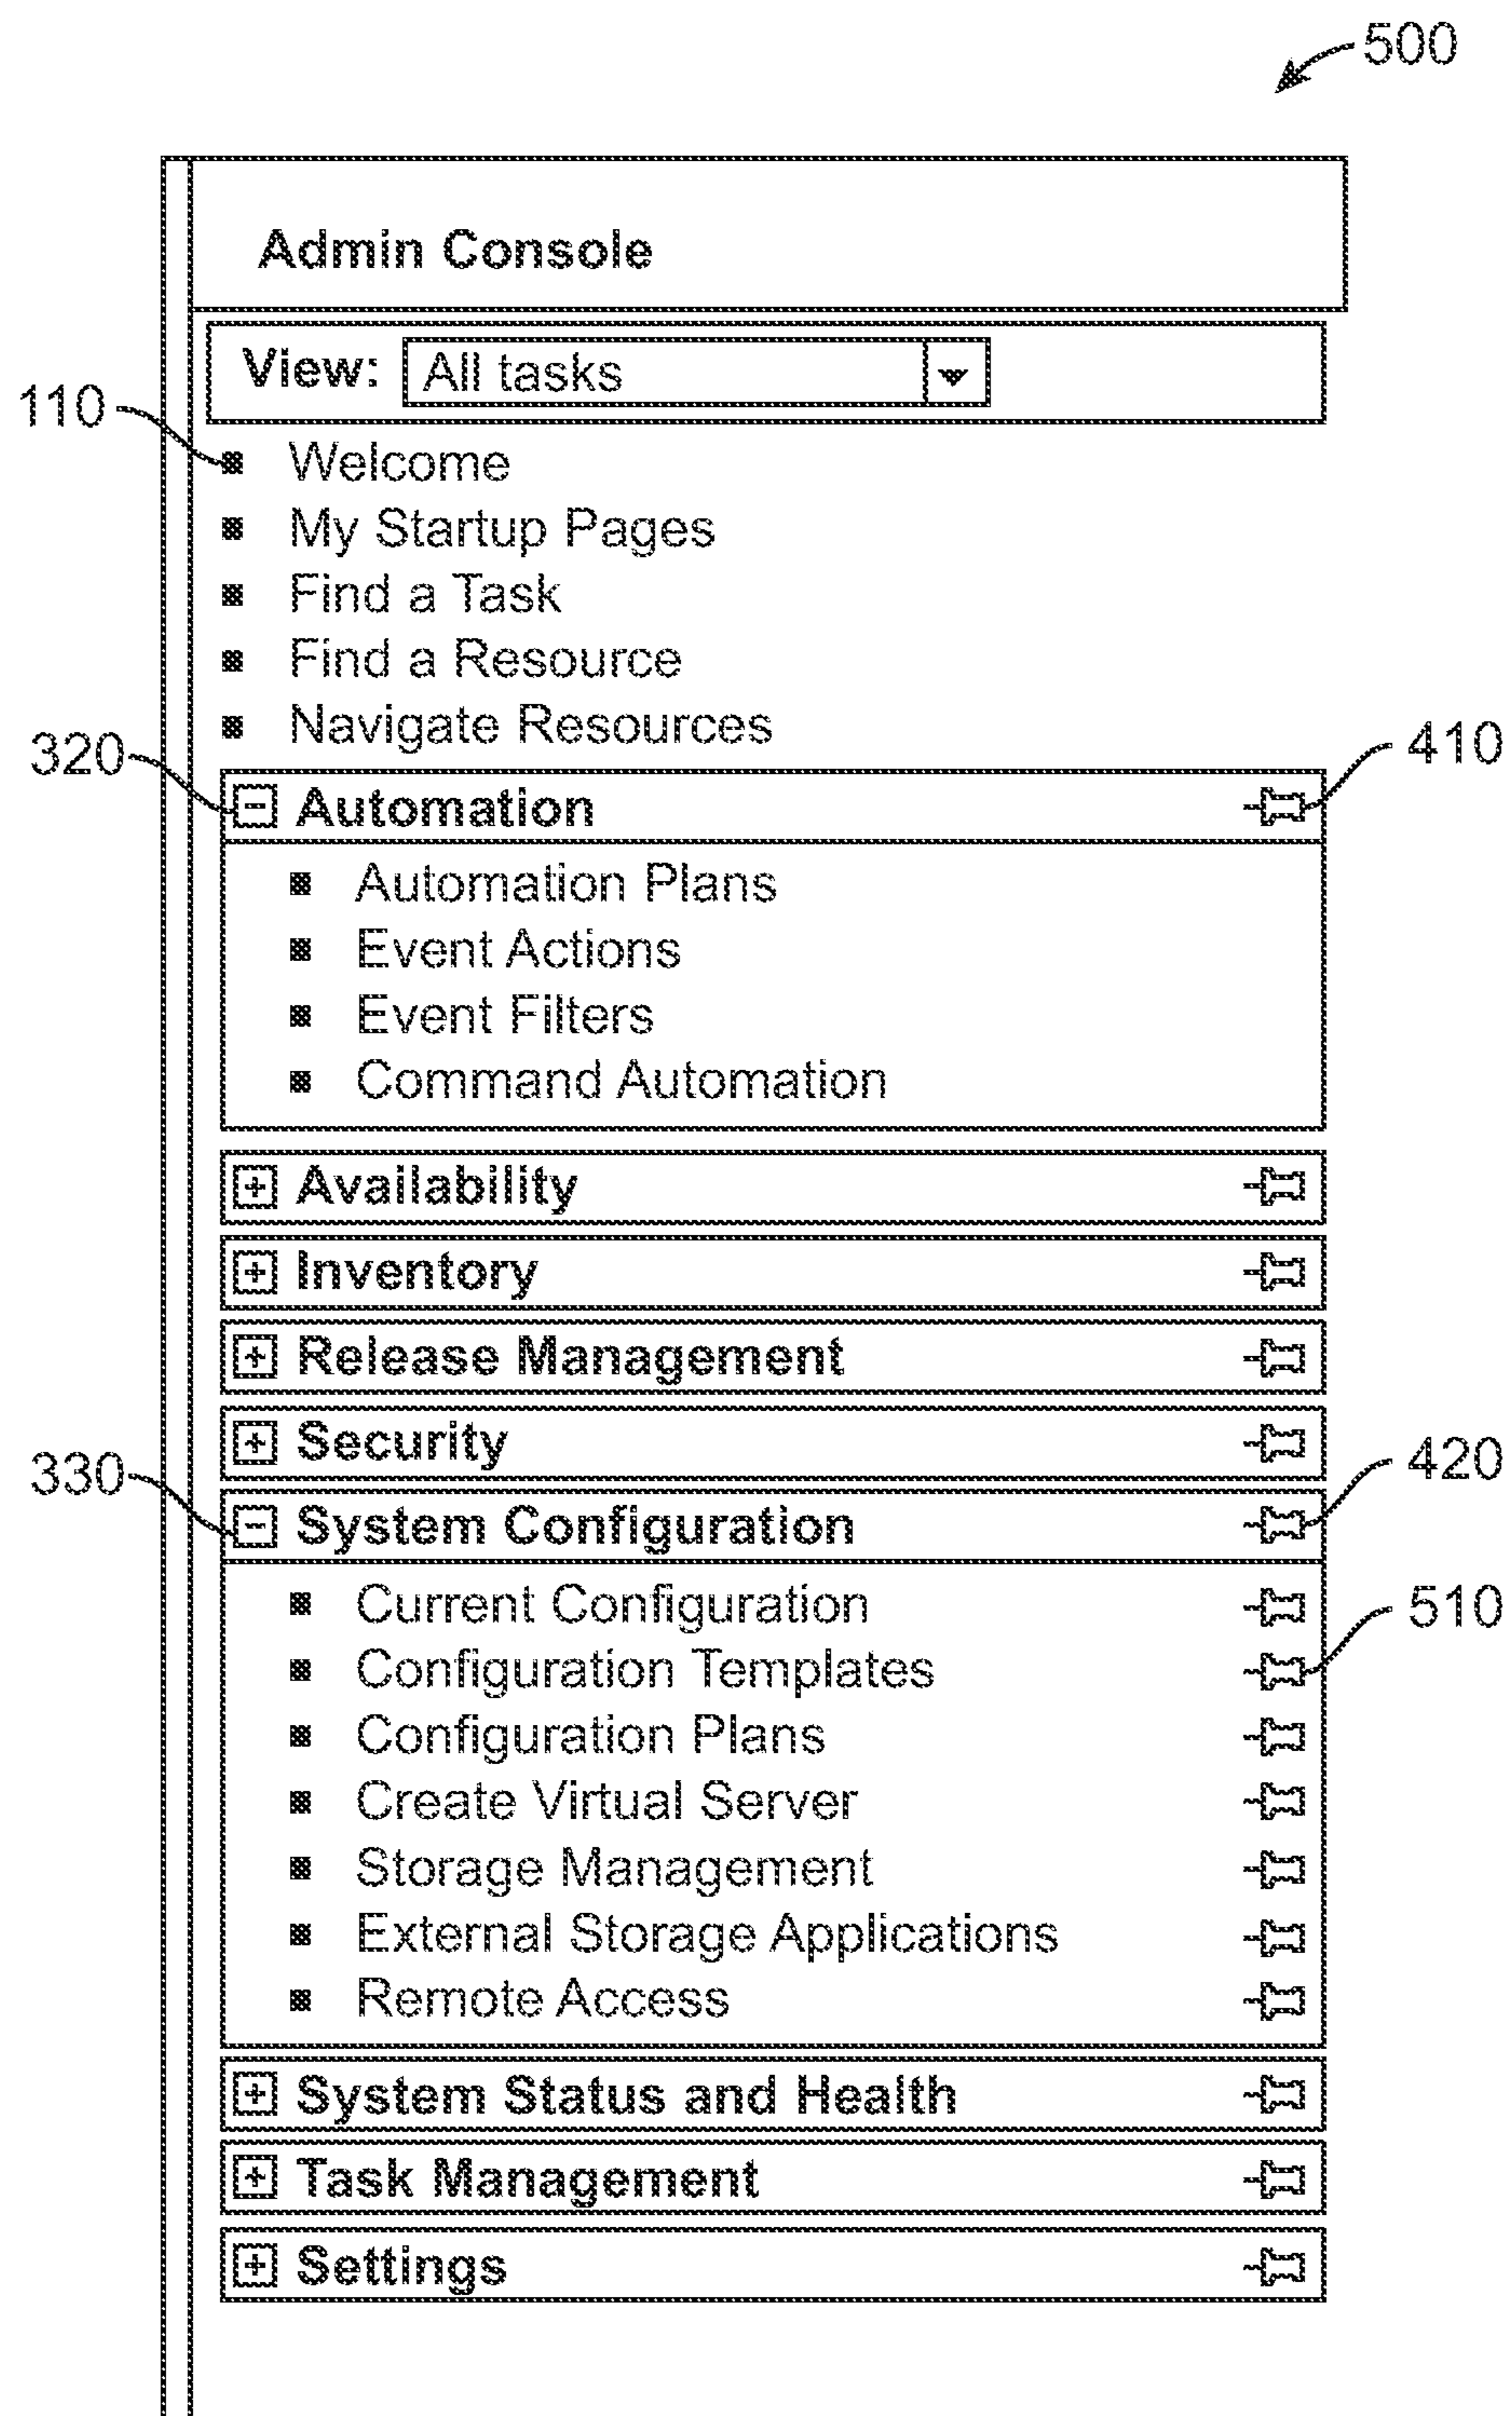 500
Admin Console
View: All tasks
110
Welcome
My Startup Pages
Find a Task
Find a Resource
Navigate Resources
320
410
Automation
Automation Plans
Event Actions
Event Filters
Command Automation
Availability
Inventory
Release Management
Security
330
420
System Configuration
Current Configuration
510
Configuration Templates
Configuration Plans
Create Virtual Server
Storage Management
External Storage Applications
Remote Access
System Status and Health
Task Management
Settings